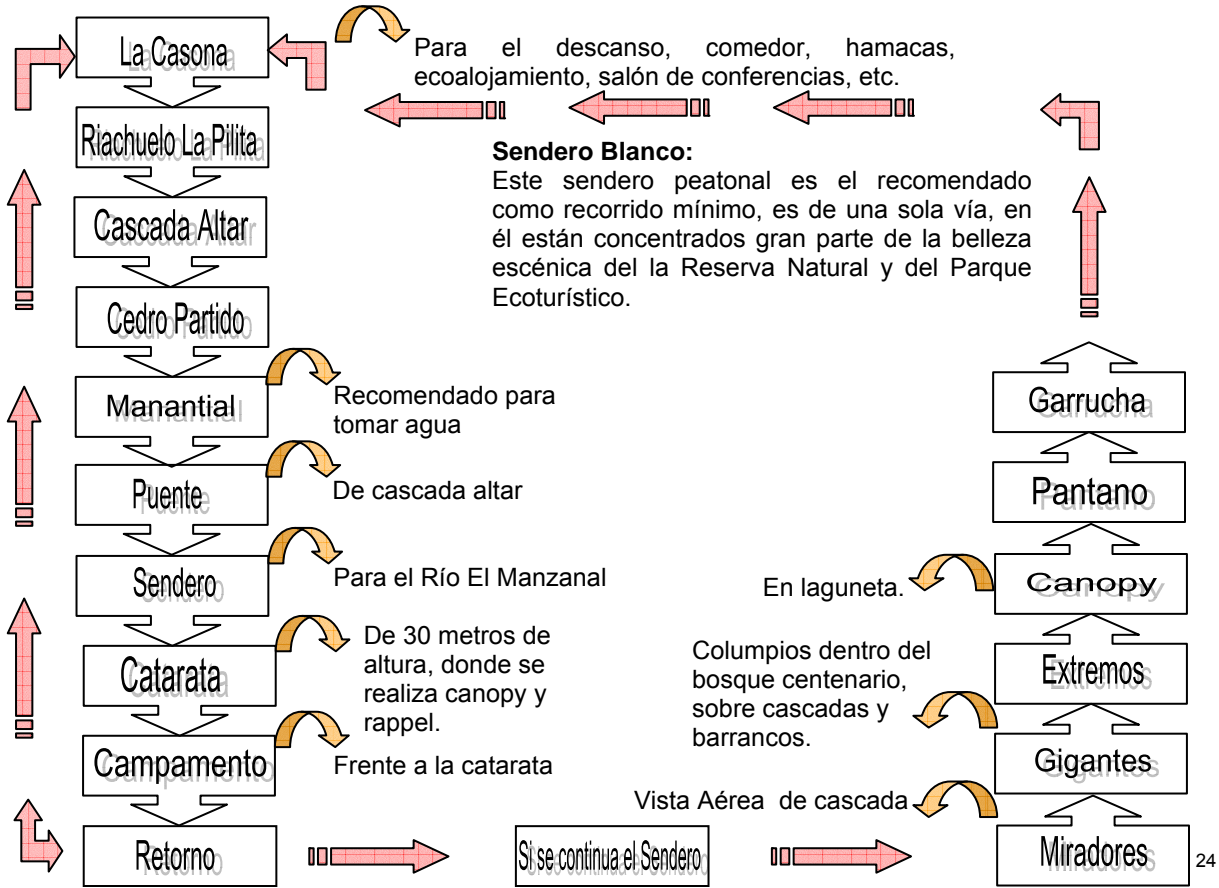 La Casona
Para el descanso, comedor, hamacas,
ecoalojamiento, salón de conferencias, etc.
Riachuelo La Pilita
Sendero Blanco:
Este sendero peatonal es el recomendado
como recorrido mínimo, es de una sola vía, en
él están concentrados gran parte de la belleza
escénica del la Reserva Natural y del Parque
Ecoturístico.
Cascada Altar
Cedro Partido
Manantial
Recomendado para
tomar agua
Puente
De cascada altar
Sendero
Para el Río El Manzanal
Catarata
De 30 metros de
altura, donde se
realiza canopy y
rappel.
Campamento
Frente a la catarata
Retorno
Si se continua el Sendero
Miradores
Vista Aérea de cascada
Gigantes
Columpios dentro del
bosque centenario,
sobre cascadas y
barrancos.
Extremos
Canopy
En laguneta.
Pantano
Garrucha
24